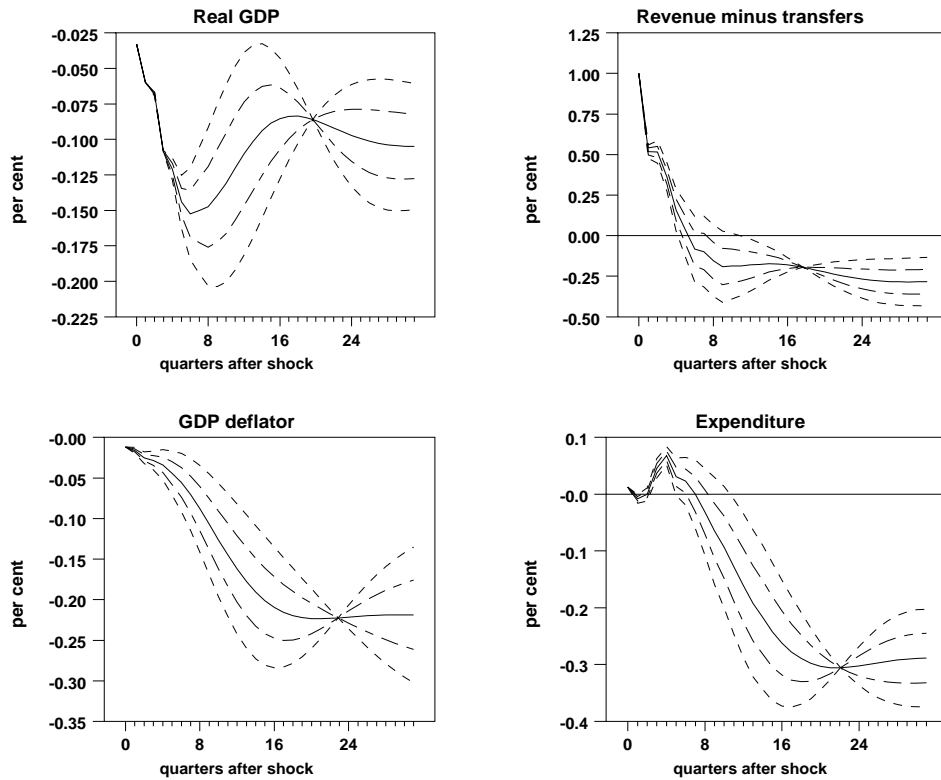 Real GDP
-0.025
-0.050
-0.075
-0.100
-0.125
-0.150
-0.175
-0.200
-0.225
per cent
0 8 16 24
quarters after shock
Revenue minus transfers
1.25
1.00
0.75
0.50
0.25
0.00
-0.25
-0.50
per cent
0 8 16 24
quarters after shock
GDP deflator
-0.00
-0.05
-0.10
-0.15
-0.20
-0.25
-0.30
-0.35
per cent
0 8 16 24
quarters after shock
Expenditure
0.1
-0.0
-0.1
-0.2
-0.3
-0.4
per cent
0 8 16 24
quarters after shock